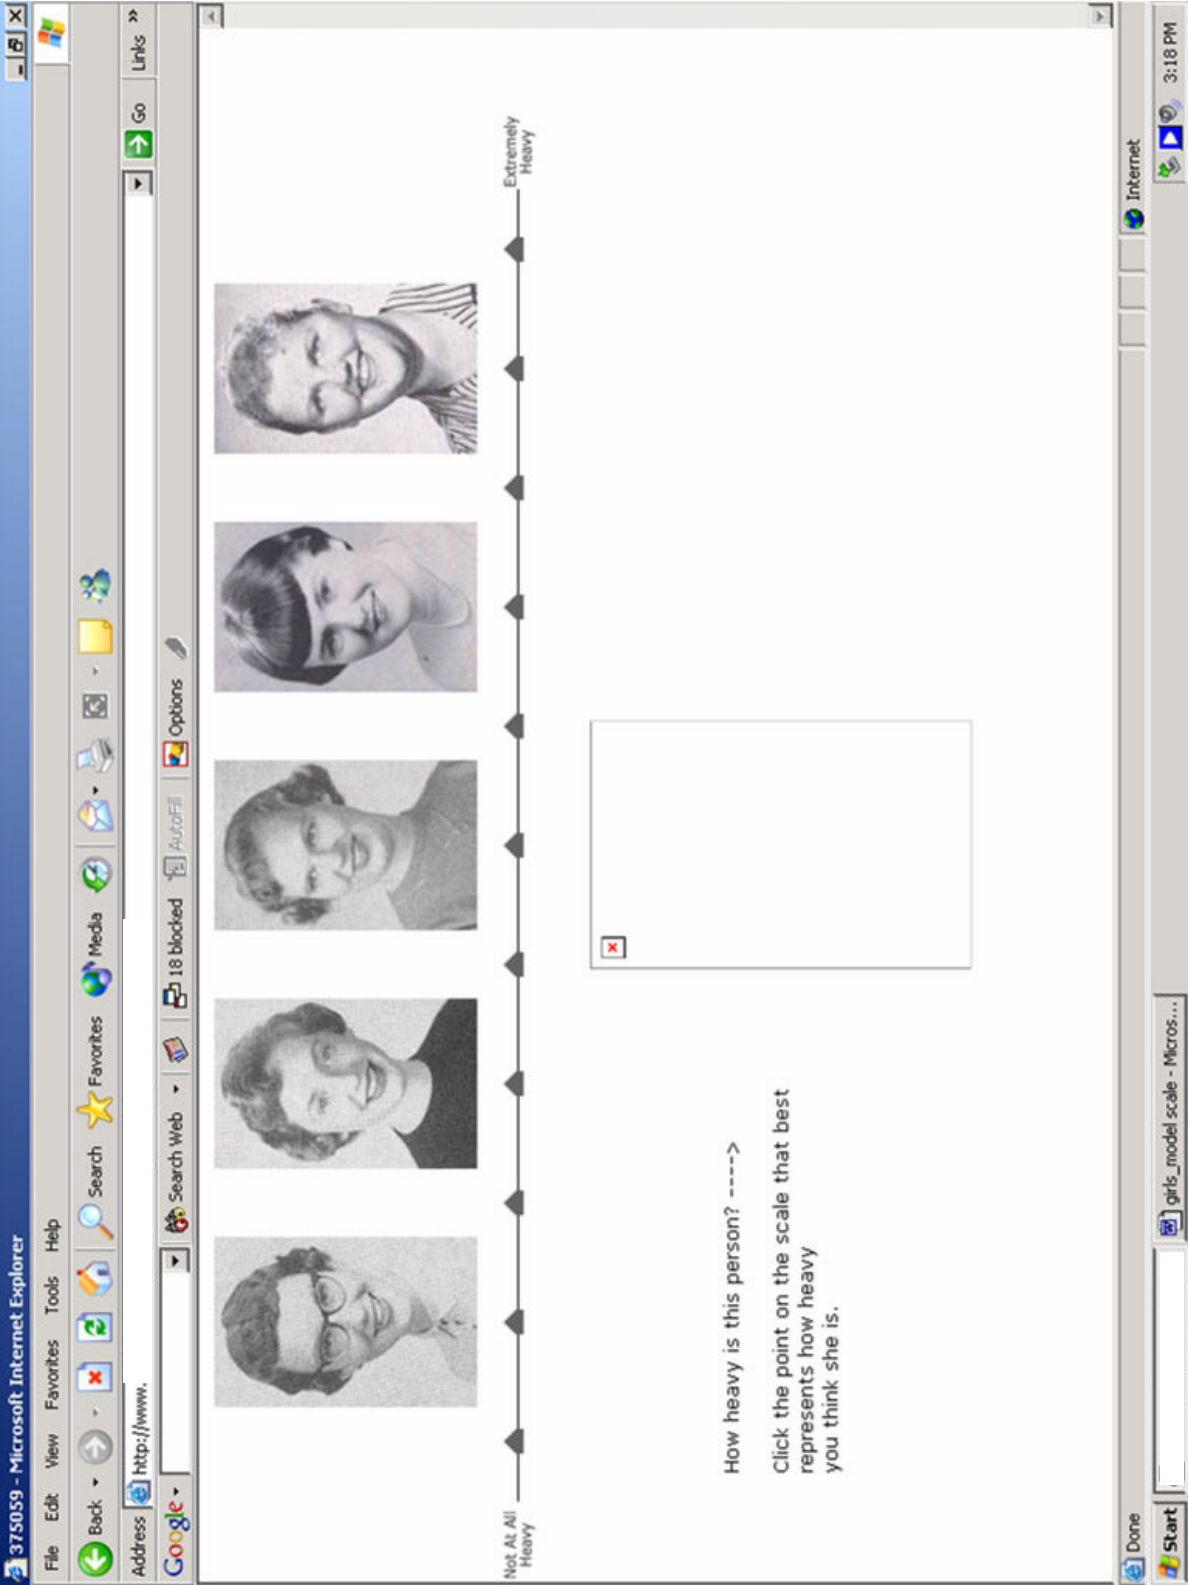 375059 - Microsoft Internet Explorer
File Edit View Favorites Tools Help
Back Search Favorites Media
Address http://www. Go Links »
Google Search Web 18 blocked AutoFill Options
Not At All
Heavy
Extremely
Heavy
How heavy is this person? ---->
Click the point on the scale that best
represents how heavy
you think she is.
Done Internet
Start girls_model scale - Micros... 3:18 PM